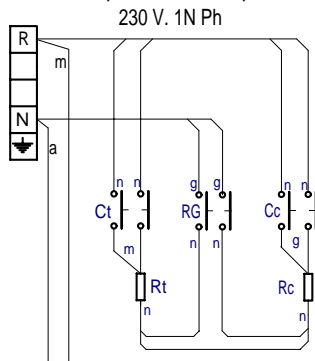 230 V. 1N Ph
R
m
N
a
n n g g n n
Ct RG Cc
m n n g
Rt Rc
n n